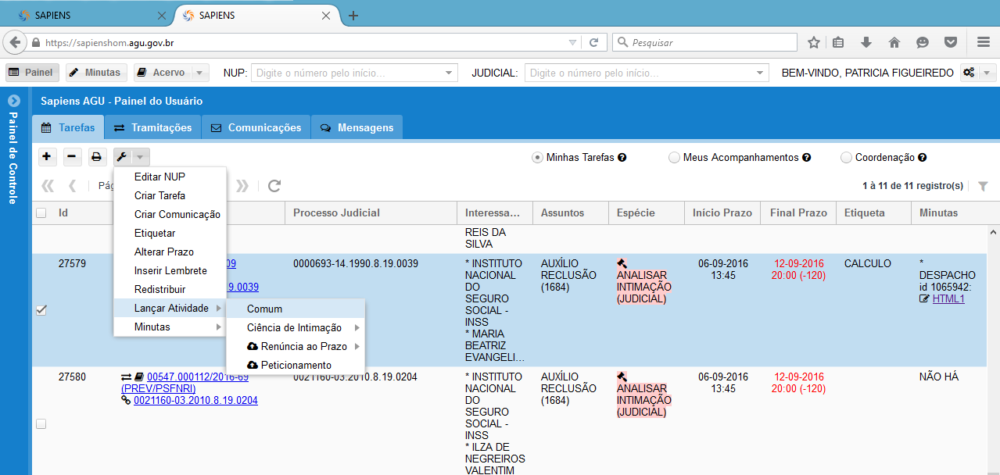 SAPIENS
SAPIENS
https://sapienshom.agu.gov.br
Pesquisar
Painel
Minutas
Acervo
NUP:
Digite o número pelo início...
JUDICIAL:
Digite o número pelo início...
BEM-VINDO, PATRICIA FIGUEIREDO
Painel de Controle
Sapiens AGU - Painel do Usuário
Tarefas
Tramitações
Comunicações
Mensagens
Minhas Tarefas
Meus Acompanhamentos
Coordenação
1 à 11 de 11 registro(s)
Editar NUP
Criar Tarefa
Criar Comunicação
Etiquetar
Alterar Prazo
Inserir Lembrete
Redistribuir
Lançar Atividade
Minutas
Comum
Ciência de Intimação
Renúncia ao Prazo
Peticionamento
Id
Processo Judicial
Interessa...
Assuntos
Espécie
Início Prazo
Final Prazo
Etiqueta
Minutas
REIS DA
SILVA
27579
09
9.0039
0000693-14.1990.8.19.0039
* INSTITUTO
NACIONAL
DO
SEGURO
SOCIAL -
INSS
* MARIA
BEATRIZ
EVANGELI...
AUXÍLIO
RECLUSÃO
(1684)
ANALISAR
INTIMAÇÃO
(JUDICIAL)
06-09-2016
13:45
12-09-2016
20:00 (-120)
CALCULO
*
DESPACHO
id 1065942:
HTML1
27580
00547.000112/2016-69
(PREV/PSFNRI)
0021160-03.2010.8.19.0204
0021160-03.2010.8.19.0204
* INSTITUTO
NACIONAL
DO
SEGURO
SOCIAL -
INSS
* ILZA DE
NEGREIROS
VALENTIM
AUXÍLIO
RECLUSÃO
(1684)
ANALISAR
INTIMAÇÃO
(JUDICIAL)
06-09-2016
13:45
12-09-2016
20:00 (-120)
NÃO HÁ